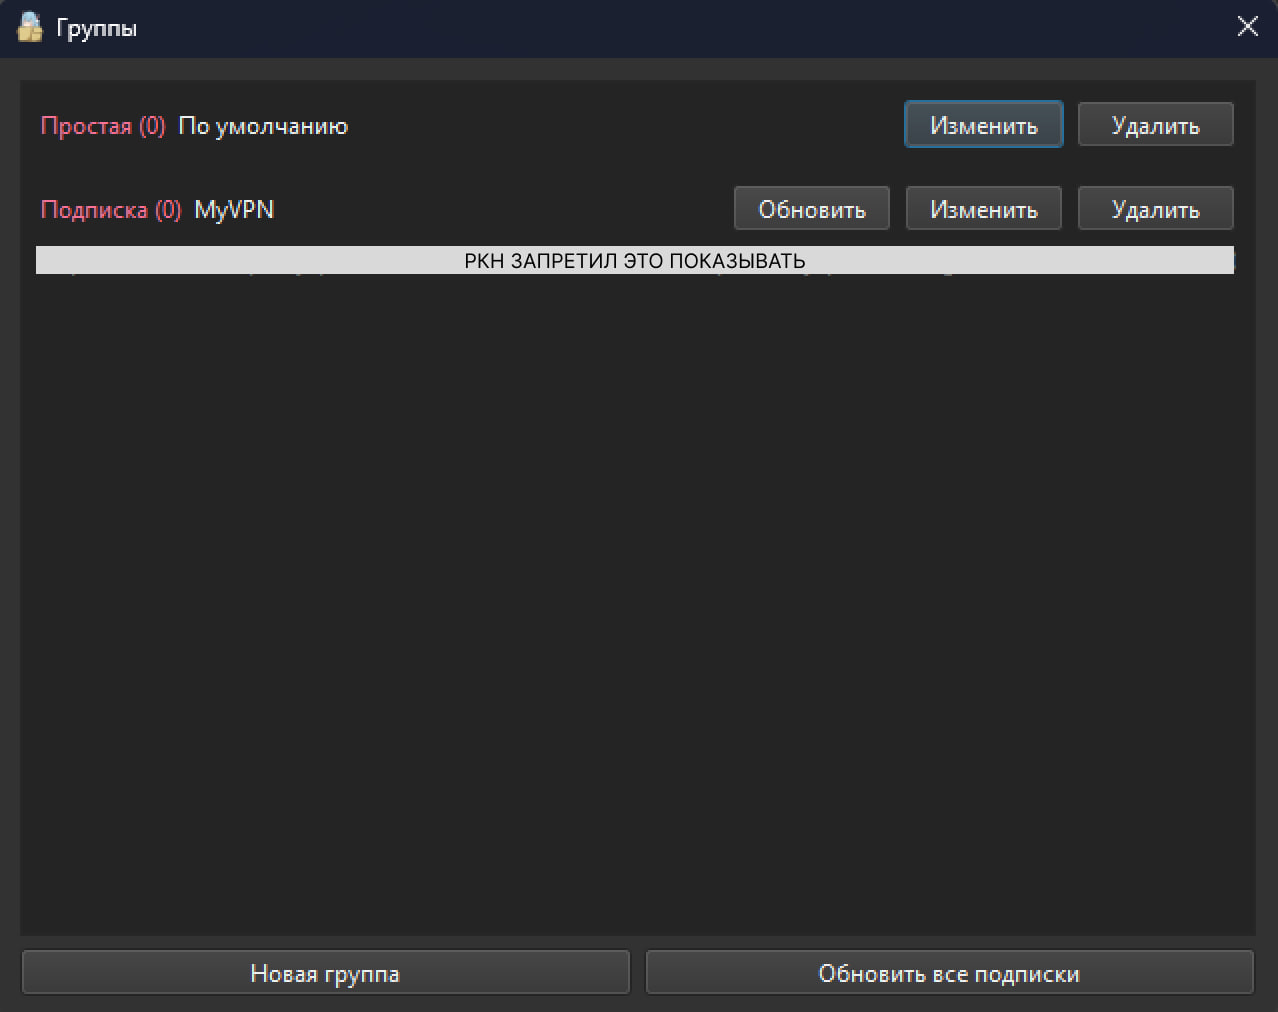 Группы
Простая (0) По умолчанию Изменить Удалить
Подписка (0) MyVPN Обновить Изменить Удалить
РКН ЗАПРЕТИЛ ЭТО ПОКАЗЫВАТЬ
Новая группа Обновить все подписки